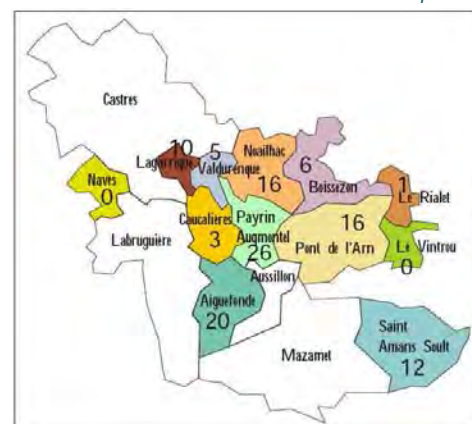 Castres
10
5
Noailhac
Lagarrigue
Valdurenque
6
Naves
0
16
Boissezon
1
Le Rialet
Caucalières
Payrin
16
Labruguière
3
Augmontel
Pont de l'Arn
Le
Vintrou
26
0
Aussillon
Aiguefonde
20
Saint
Amans Soult
Mazamet
12